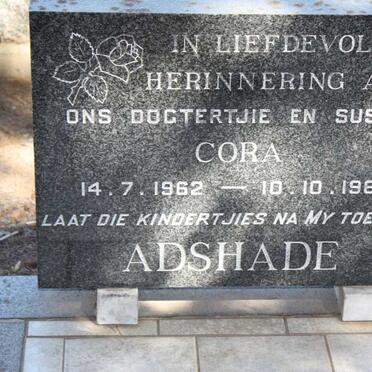 IN LIEFDEVOL
HERINNERING A
ONS DOGTERTJIE EN SUS
CORA
14.7.1962 — 10.10.196
LAAT DIE KINDERTJIES NA MY TOE
ADSHADE